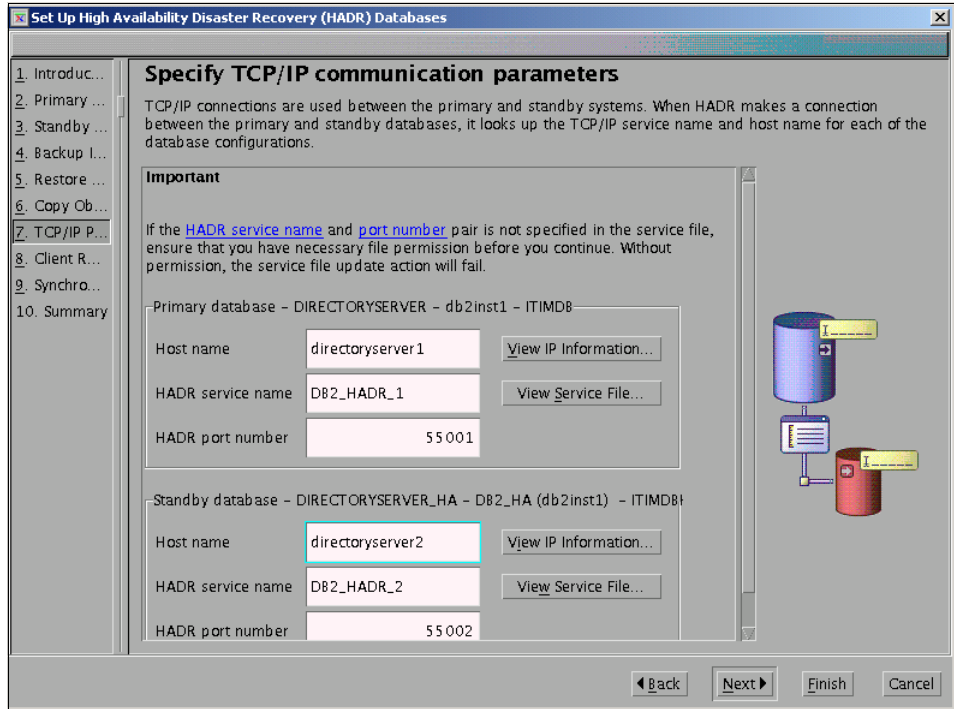 Set Up High Availability Disaster Recovery (HADR) Databases
1. Introduc...
2. Primary ...
3. Standby ...
4. Backup I...
5. Restore ...
6. Copy Ob...
7. TCP/IP P...
8. Client R...
9. Synchro...
10. Summary
Specify TCP/IP communication parameters
TCP/IP connections are used between the primary and standby systems. When HADR makes a connection
between the primary and standby databases, it looks up the TCP/IP service name and host name for each of the
database configurations.
Important
If the HADR service name and port number pair is not specified in the service file,
ensure that you have necessary file permission before you continue. Without
permission, the service file update action will fail.
Primary database – DIRECTORYSERVER – db2inst1 – ITIMDB
Host name directoryserver1 View IP Information...
HADR service name DB2_HADR_1 View Service File...
HADR port number 55001
Standby database – DIRECTORYSERVER_HA – DB2_HA (db2inst1) – ITIMDB
Host name directoryserver2 View IP Information...
HADR service name DB2_HADR_2 View Service File...
HADR port number 55002
Back Next Finish Cancel